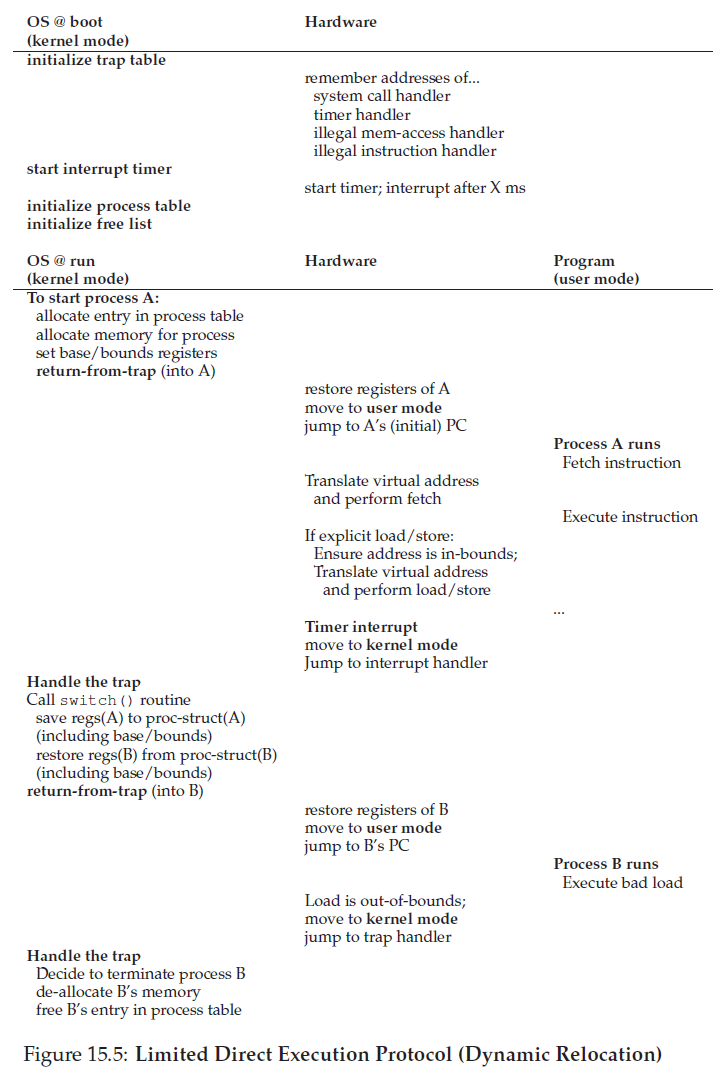 OS @ boot Hardware
(kernel mode)
initialize trap table
remember addresses of...
system call handler
timer handler
illegal mem-access handler
illegal instruction handler
start interrupt timer
start timer; interrupt after X ms
initialize process table
initialize free list
OS @ run Hardware Program
(kernel mode) (user mode)
To start process A:
allocate entry in process table
allocate memory for process
set base/bounds registers
return-from-trap (into A)
restore registers of A
move to user mode
jump to A's (initial) PC
Process A runs
Fetch instruction
Translate virtual address
and perform fetch
Execute instruction
If explicit load/store:
Ensure address is in-bounds;
Translate virtual address
and perform load/store
...
Timer interrupt
move to kernel mode
Jump to interrupt handler
Handle the trap
Call switch() routine
save regs(A) to proc-struct(A)
(including base/bounds)
restore regs(B) from proc-struct(B)
(including base/bounds)
return-from-trap (into B)
restore registers of B
move to user mode
jump to B's PC
Process B runs
Execute bad load
Load is out-of-bounds;
move to kernel mode
jump to trap handler
Handle the trap
Decide to terminate process B
de-allocate B's memory
free B's entry in process table
Figure 15.5: Limited Direct Execution Protocol (Dynamic Relocation)